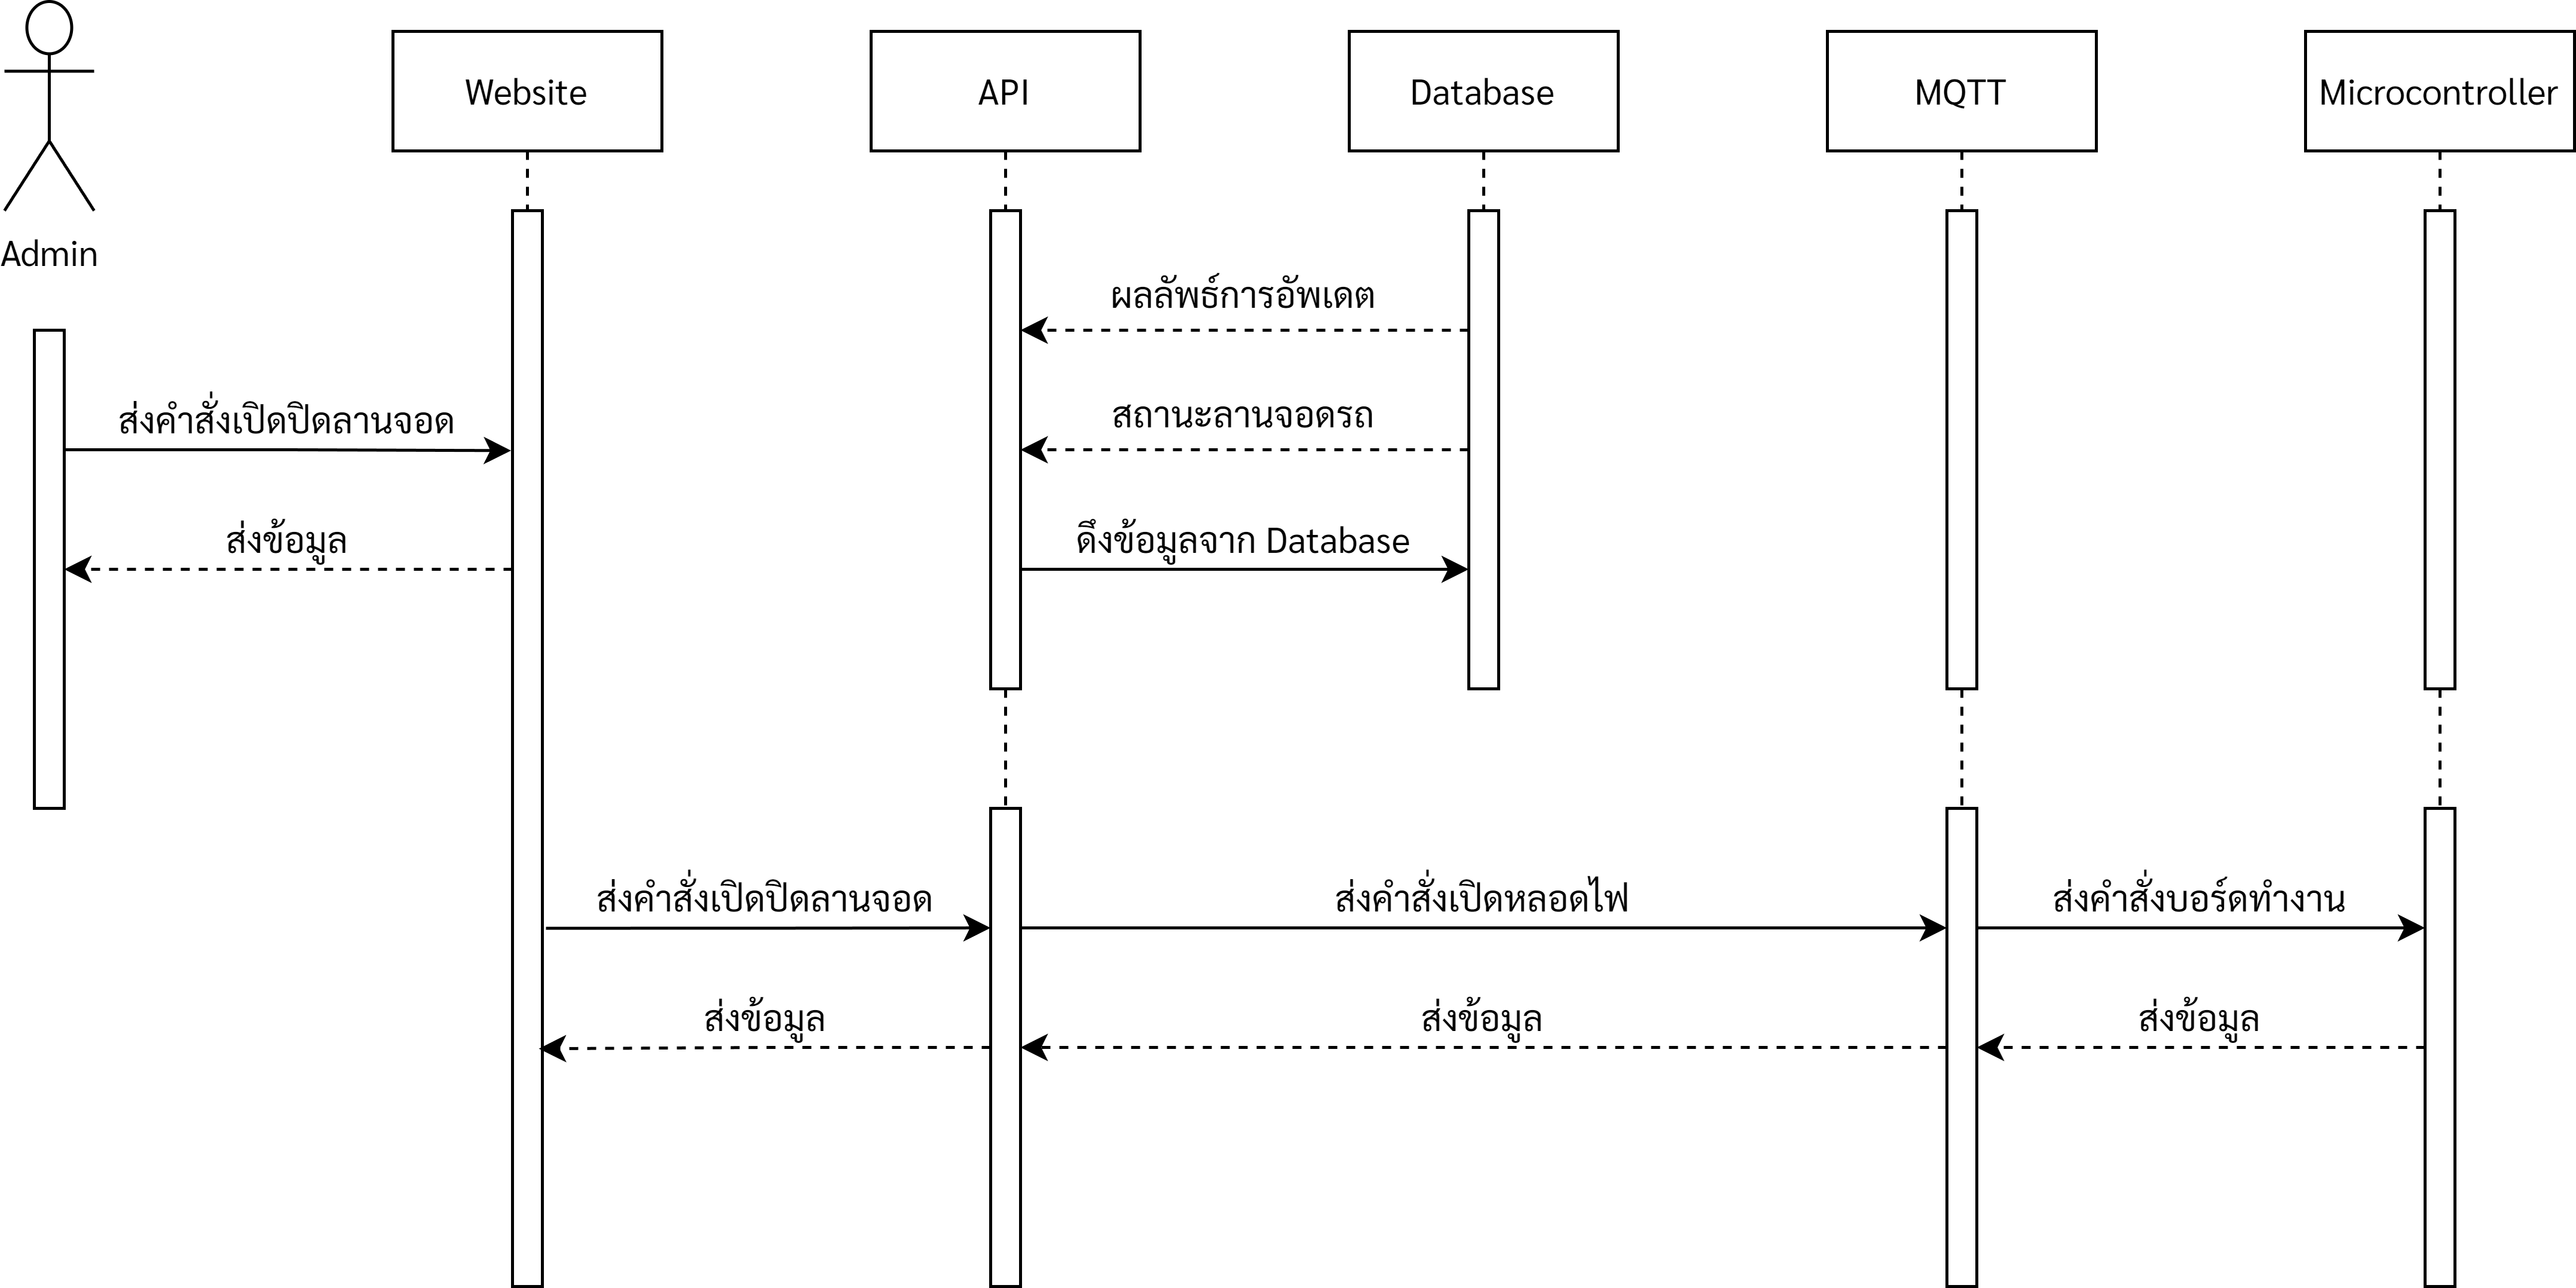 Website
API
Database
MQTT
Microcontroller
Admin
ผลลัพธ์การอัพเดต
ส่งคำสั่งเปิดปิดลานจอด
สถานะลานจอดรถ
ส่งข้อมูล
ดึงข้อมูลจาก Database
ส่งคำสั่งเปิดปิดลานจอด
ส่งคำสั่งเปิดหลอดไฟ
ส่งคำสั่งบอร์ดทำงาน
ส่งข้อมูล
ส่งข้อมูล
ส่งข้อมูล